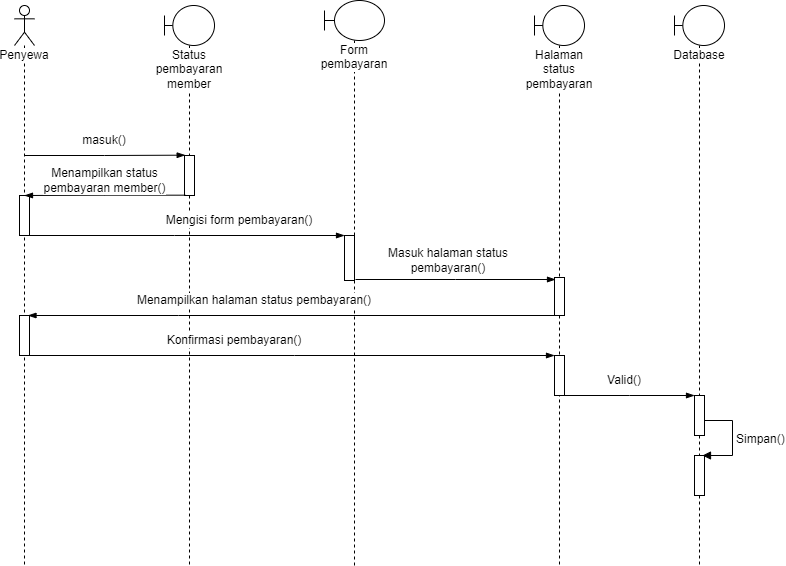 Penyewa
Status
pembayaran
member
Form
pembayaran
Halaman
status
pembayaran
Database
masuk()
Menampilkan status
pembayaran member()
Mengisi form pembayaran()
Masuk halaman status
pembayaran()
Menampilkan halaman status pembayaran()
Konfirmasi pembayaran()
Valid()
Simpan()